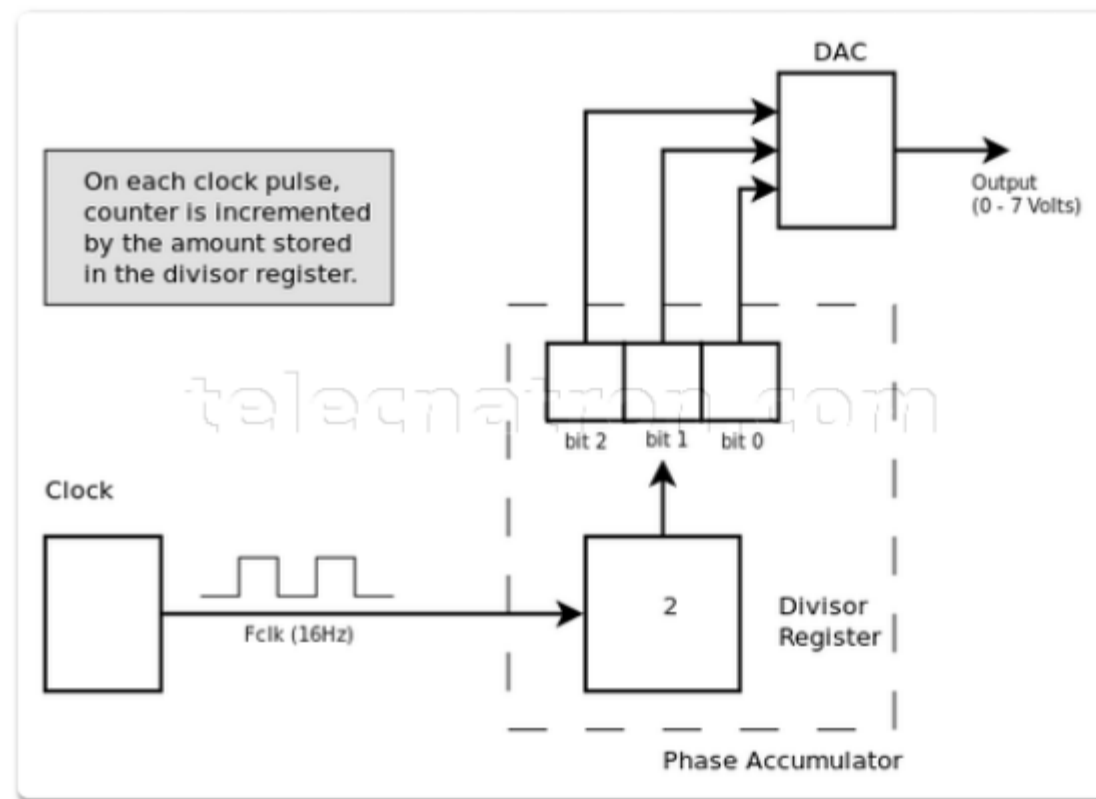 DAC
On each clock pulse,
counter is incremented
by the amount stored
in the divisor register.
Output
(0 - 7 Volts)
telecnatron.com
bit 2
bit 1
bit 0
Clock
Fclk (16Hz)
2
Divisor
Register
Phase Accumulator